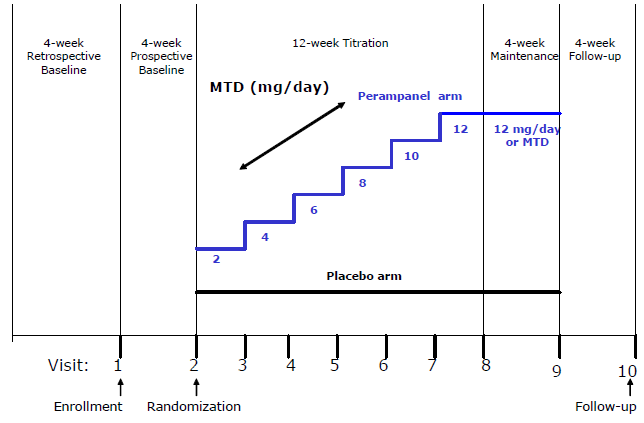 4-week
Retrospective
Baseline
4-week
Prospective
Baseline
12-week Titration
4-week
Maintenance
4-week
Follow-up
MTD (mg/day)
Perampanel arm
2
4
6
8
10
12
12 mg/day
or MTD
Placebo arm
Visit: 1 2 3 4 5 6 7 8 9 10
Enrollment Randomization Follow-up